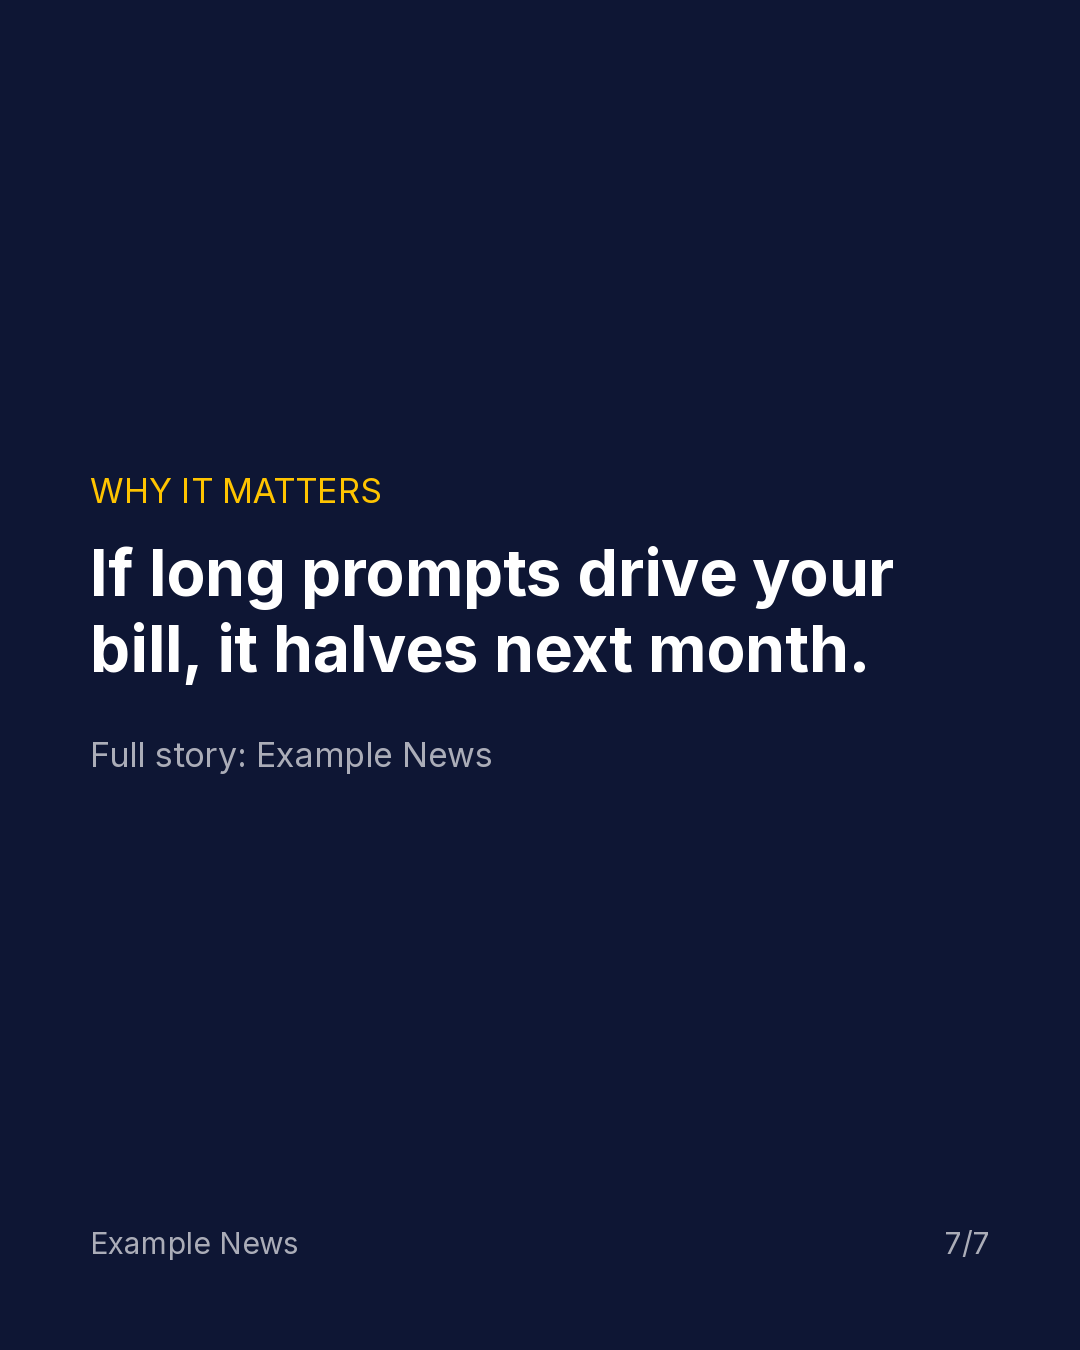 WHY IT MATTERS
If long prompts drive your
bill, it halves next month.
Full story: Example News
Example News
7/7